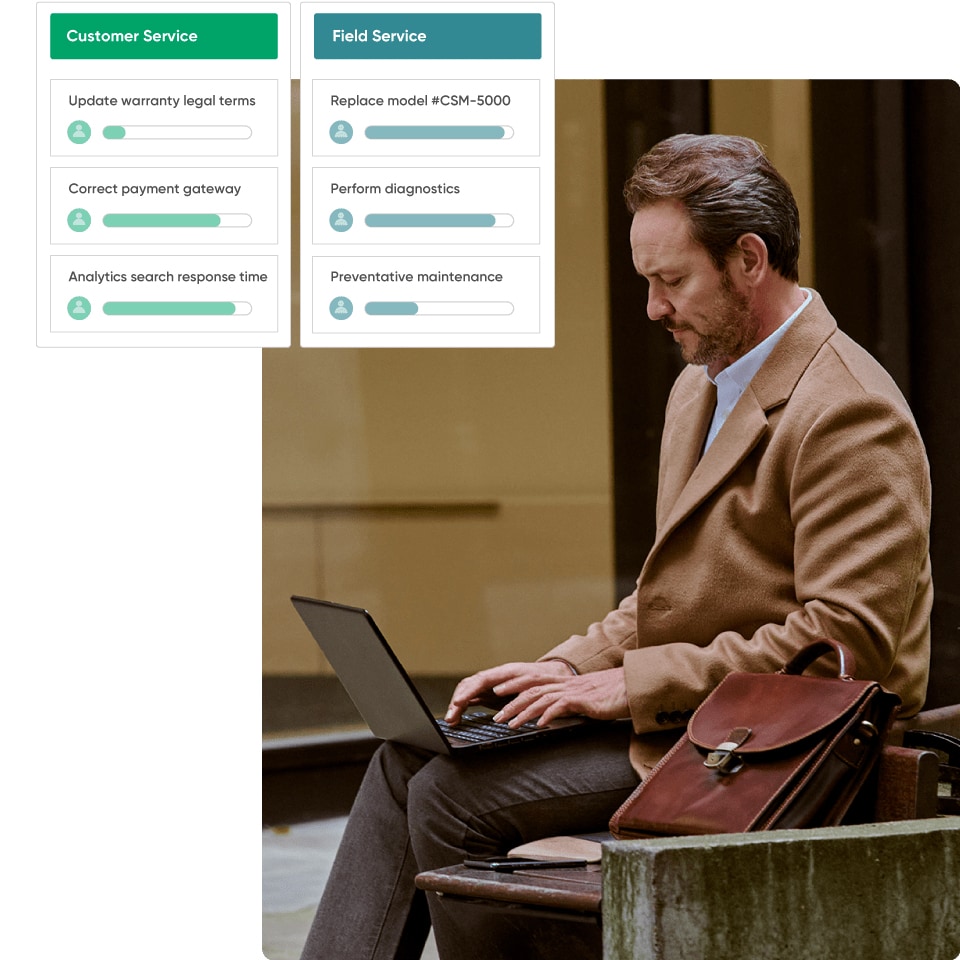 Customer Service
Update warranty legal terms
Correct payment gateway
Analytics search response time
Field Service
Replace model #CSM-5000
Perform diagnostics
Preventative maintenance